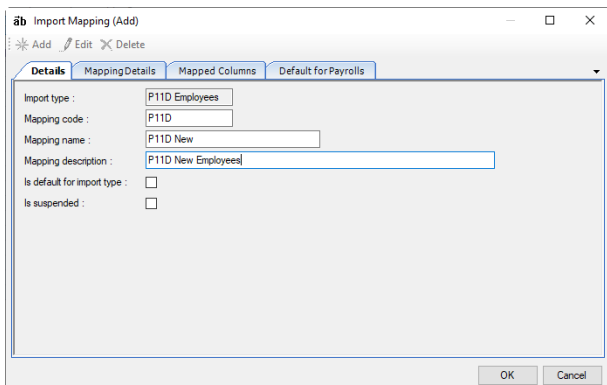 äb Import Mapping (Add)
Add Edit Delete
Details Mapping Details Mapped Columns Default for Payrolls
Import type : P11D Employees
Mapping code : P11D
Mapping name : P11D New
Mapping description : P11D New Employees
Is default for import type :
Is suspended :
OK Cancel